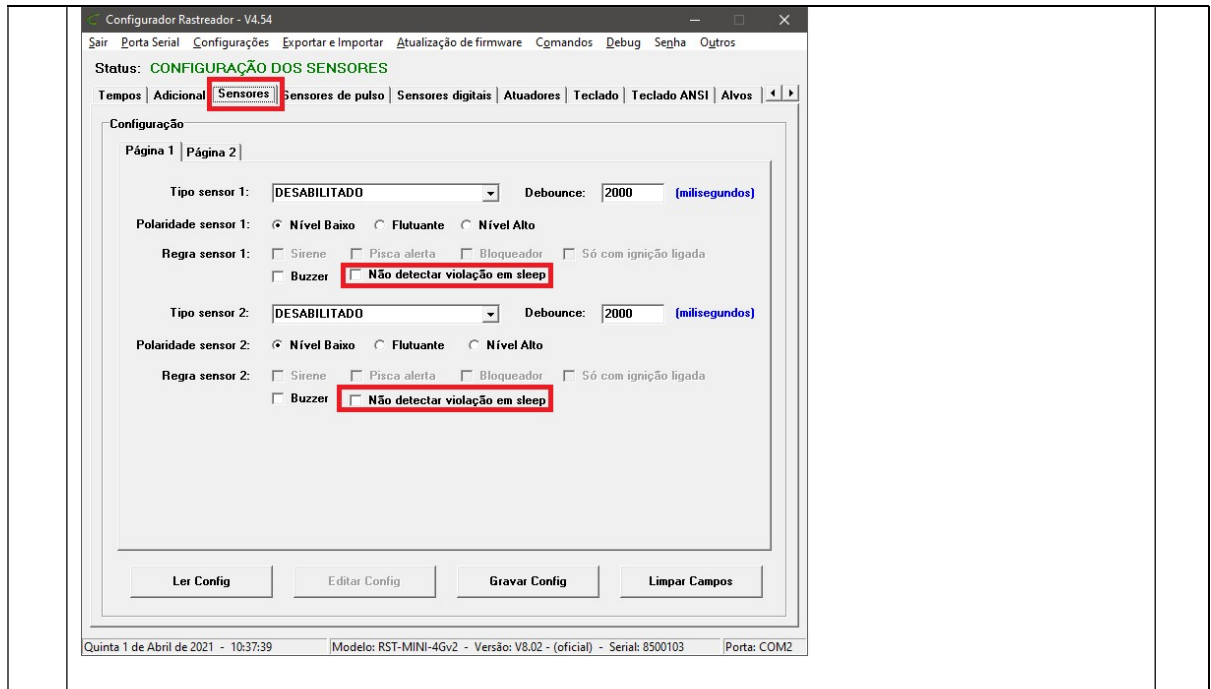 Configurador Rastreador - V4.54
Sair Porta Serial Configurações Exportar e Importar Atualização de firmware Comandos Debug Senha Outros
Status: CONFIGURAÇÃO DOS SENSORES
Tempos Adicional Sensores Sensores de pulso Sensores digitais Atuadores Teclado Teclado ANSI Alvos
Configuração
Página 1 Página 2
Tipo sensor 1: DESABILITADO Debounce: 2000 (milisegundos)
Polaridade sensor 1: Nível Baixo Flutuante Nível Alto
Regra sensor 1: Sirene Pisca alerta Bloqueador Só com ignição ligada
Buzzer Não detectar violação em sleep
Tipo sensor 2: DESABILITADO Debounce: 2000 (milisegundos)
Polaridade sensor 2: Nível Baixo Flutuante Nível Alto
Regra sensor 2: Sirene Pisca alerta Bloqueador Só com ignição ligada
Buzzer Não detectar violação em sleep
Ler Config Editar Config Gravar Config Limpar Campos
Quinta 1 de Abril de 2021 - 10:37:39 Modelo: RST-MINI-4Gv2 - Versão: V8.02 - (oficial) - Serial: 8500103 Porta: COM2